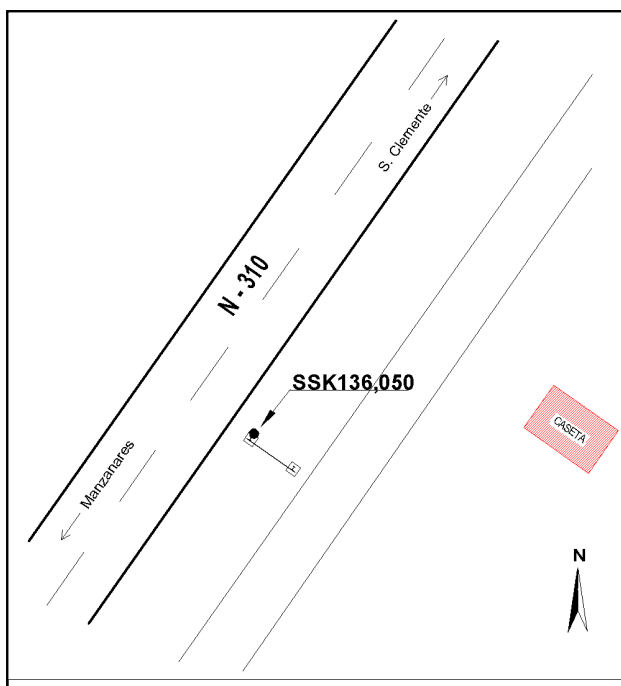 S. Clemente
N - 310
SSK136,050
CASETA
Manzanares
N